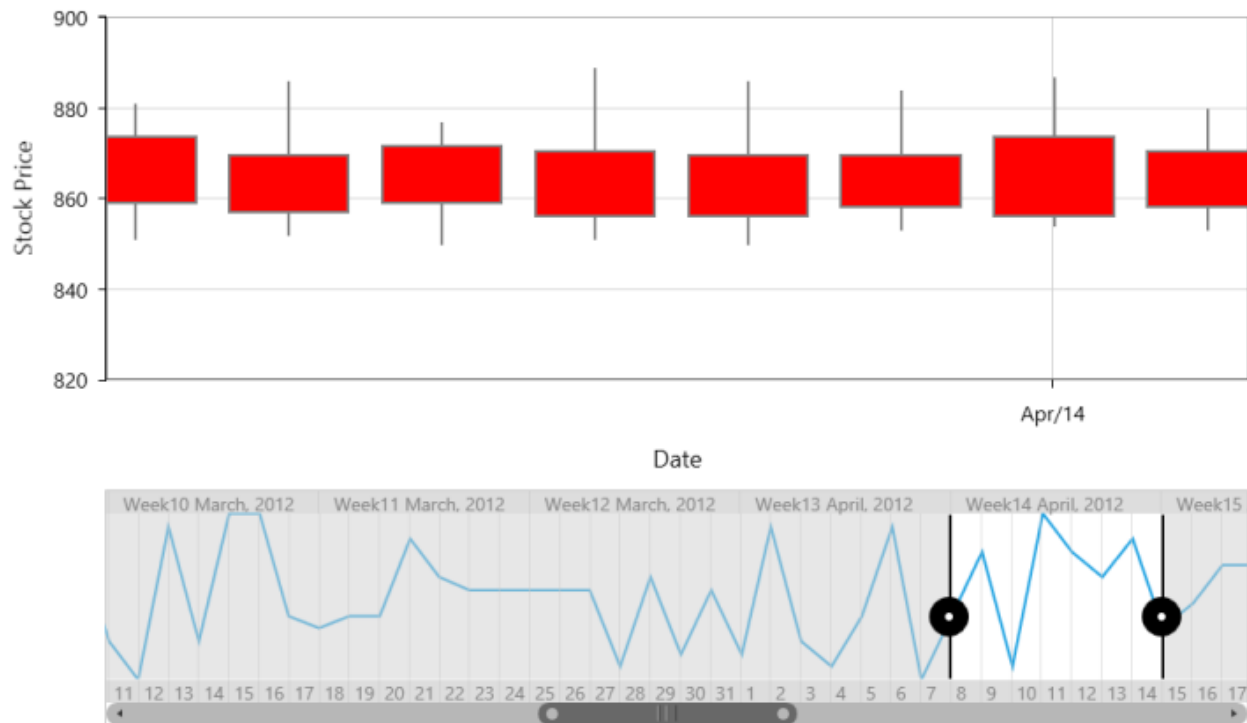 900
880
860
840
820
Stock Price
Apr/14
Date
Week10 March, 2012 Week11 March, 2012 Week12 March, 2012 Week13 April, 2012 Week14 April, 2012 Week15
11 12 13 14 15 16 17 18 19 20 21 22 23 24 25 26 27 28 29 30 31 1 2 3 4 5 6 7 8 9 10 11 12 13 14 15 16 17